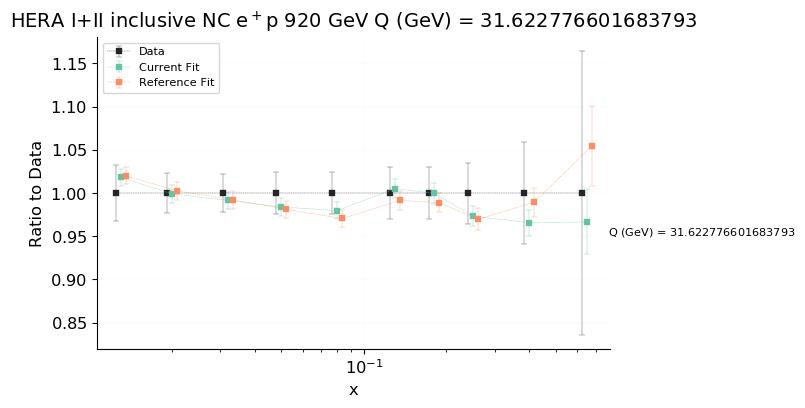 HERA I+II inclusive NC e⁺p 920 GeV Q (GeV) = 31.622776601683793
Data
Current Fit
Reference Fit
1.15
1.10
1.05
1.00
0.95
0.90
0.85
Ratio to Data
Q (GeV) = 31.622776601683793
10⁻¹
x